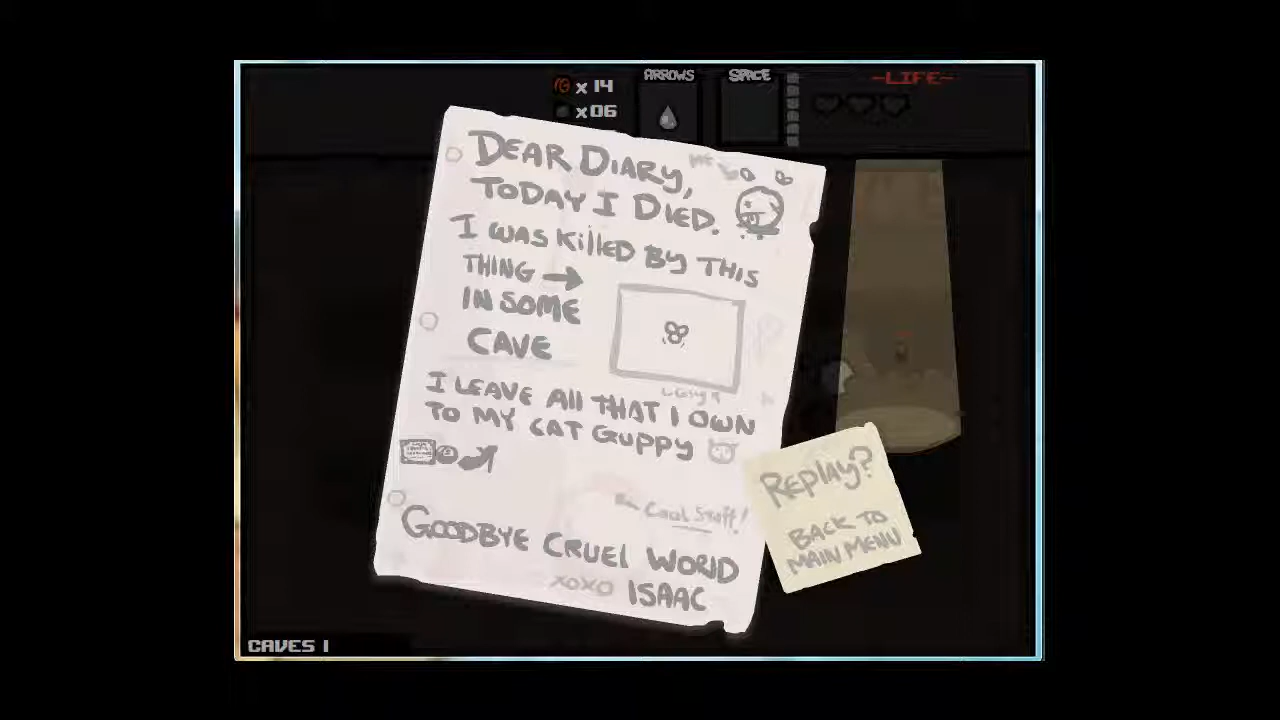 x 14
x06
ARROWS
SPACE
~LIFE~
DEAR DIARY,
TODAY I DIED.
I WAS KILLED BY THIS
THING
IN SOME
CAVE
I LEAVE ALL THAT I OWN
TO MY CAT GUPPY
Cool Stuff!
GOODBYE CRUEL WORLD
XOXO ISAAC
REPLAY?
BACK TO
MAIN MENU
CAVES I